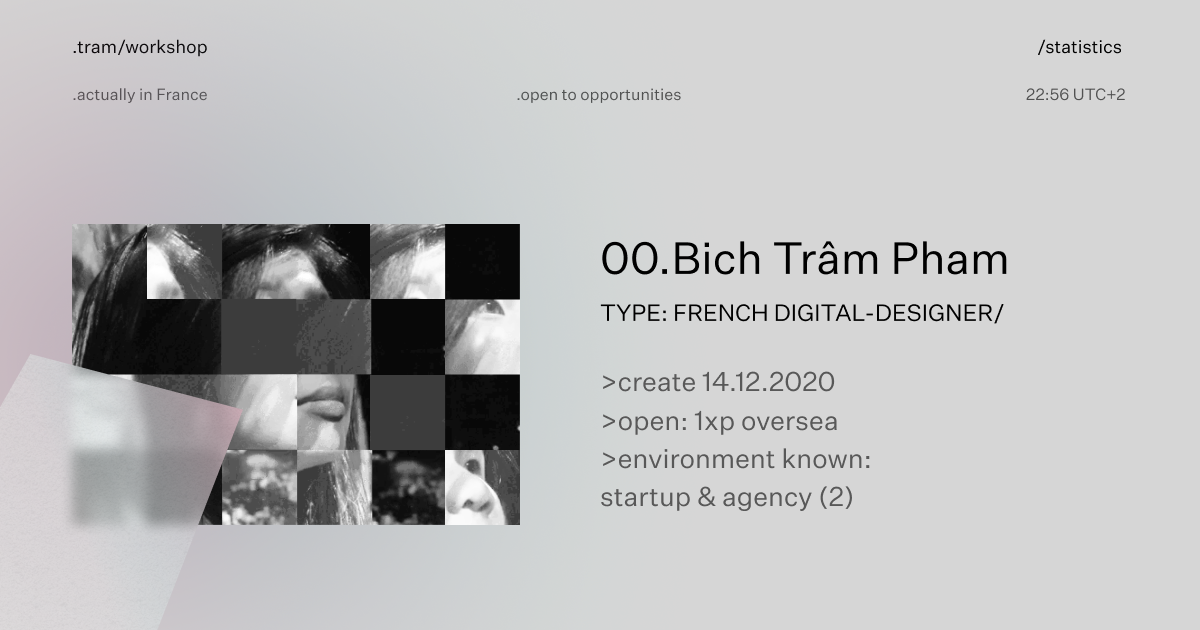 .tram/workshop
/statistics
.actually in France
.open to opportunities
22:56 UTC+2
00.Bich Trâm Pham
TYPE: FRENCH DIGITAL-DESIGNER/
>create 14.12.2020
>open: 1xp oversea
>environment known:
startup & agency (2)